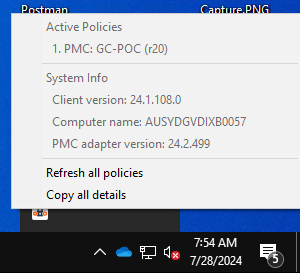 Postman
Capture.PNG
Active Policies
1. PMC: GC-POC (r20)
System Info
Client version: 24.1.108.0
Computer name: AUSYDGVDIXB0057
PMC adapter version: 24.2.499
Refresh all policies
Copy all details
7:54 AM
7/28/2024
5